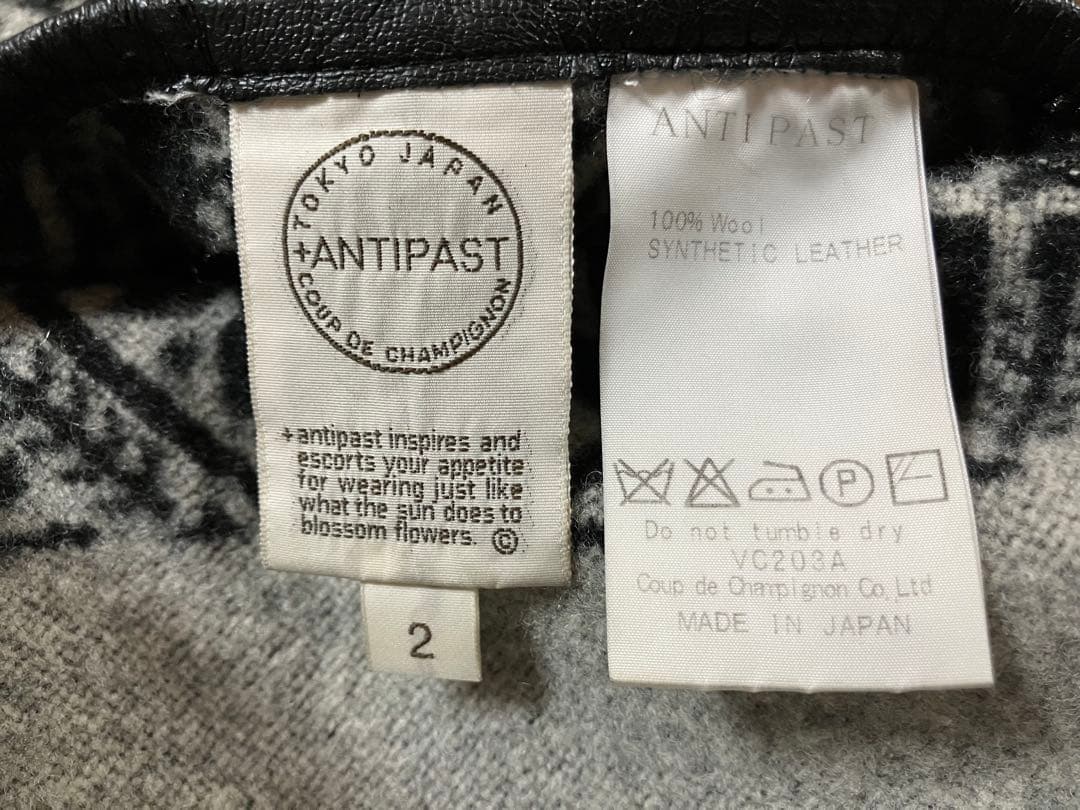 TOKYO JAPAN
+ANTIPAST
COUP DE CHAMPIGNON
+antipast inspires and
escorts your appetite
for wearing just like
what the sun does to
blossom flowers. ©
2
ANTIPAST
100% Wool
SYNTHETIC LEATHER
P
Do not tumble dry
VC203A
Coup de Champignon Co, Ltd
MADE IN JAPAN